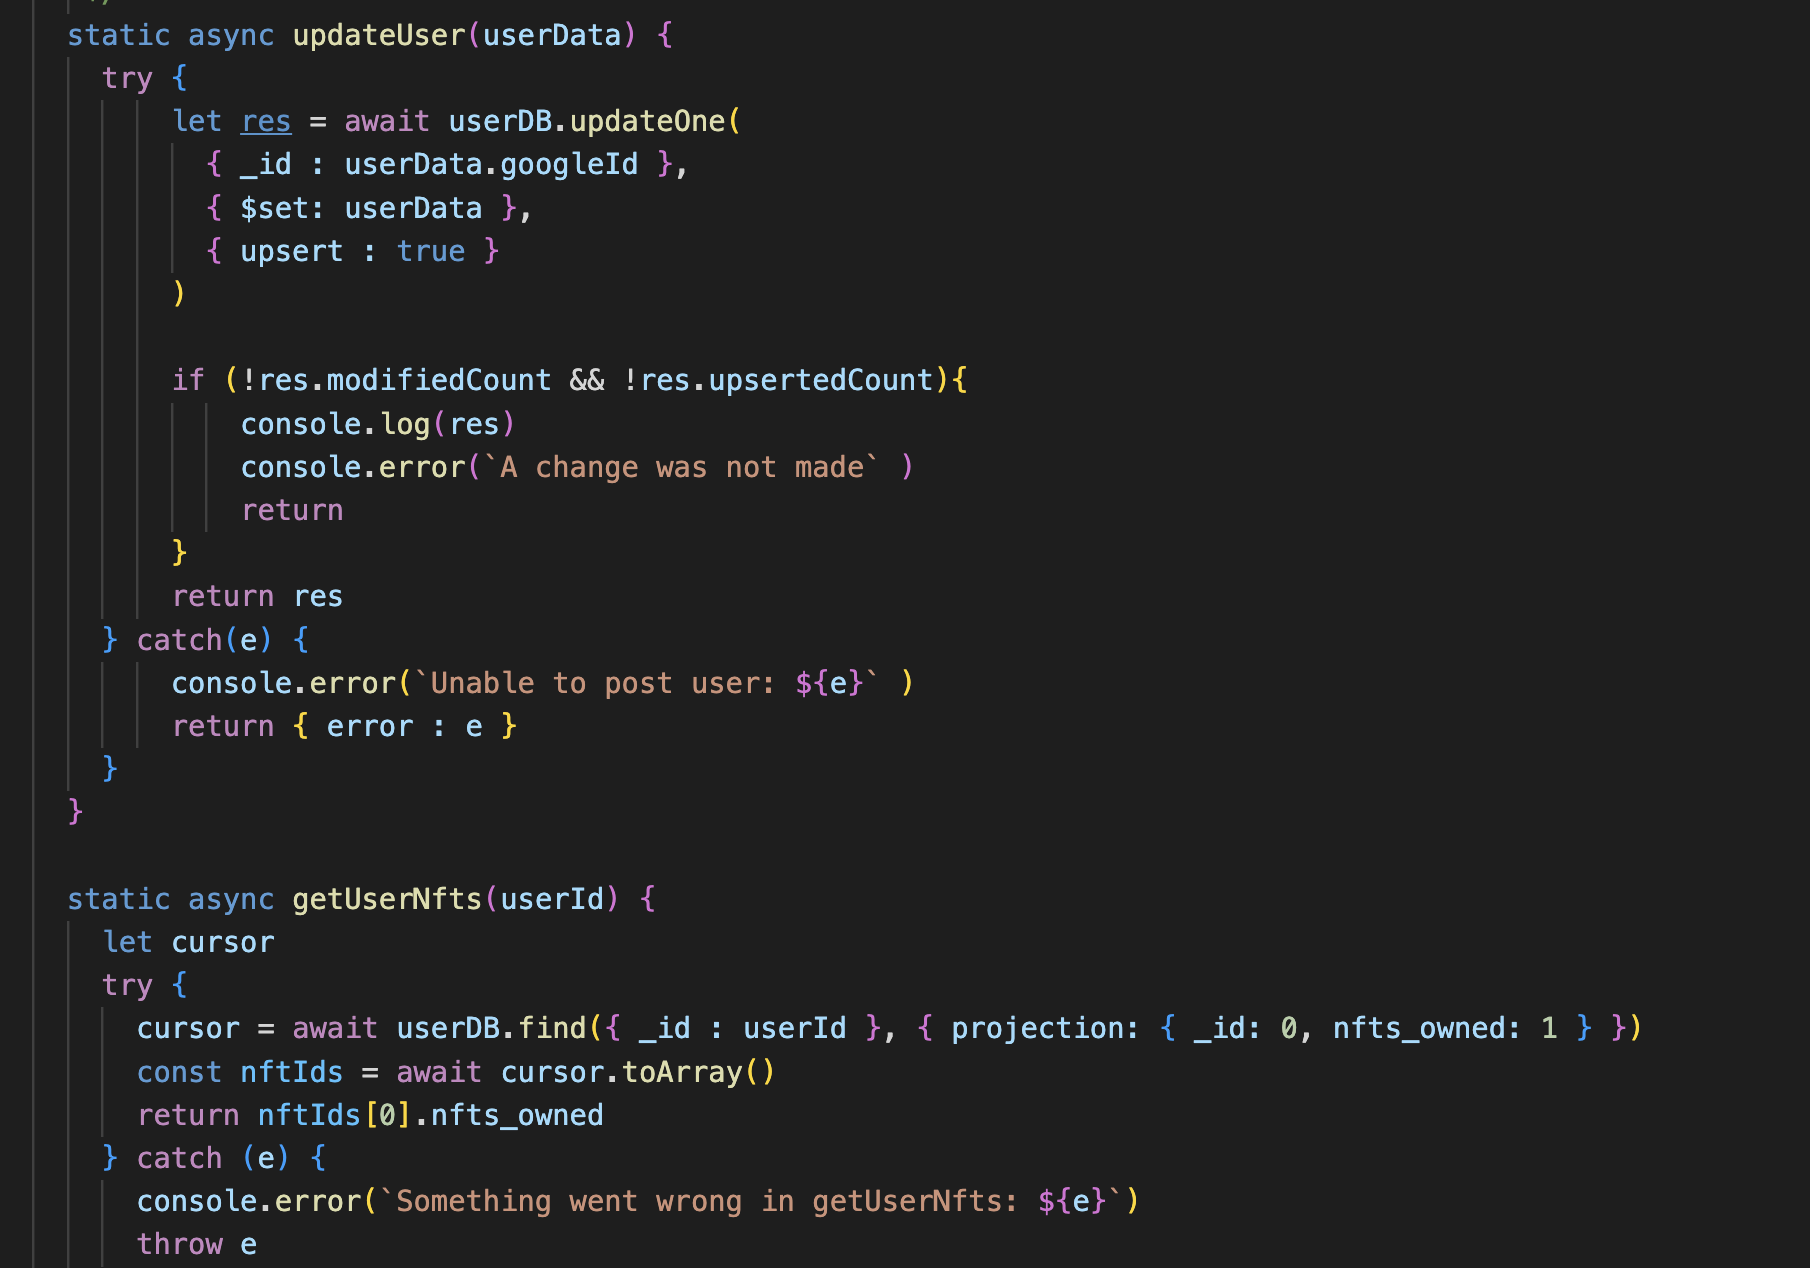 static async updateUser(userData) {
try {
let res = await userDB.updateOne(
{ _id : userData.googleId },
{ $set: userData },
{ upsert : true }
)
if (!res.modifiedCount && !res.upsertedCount){
console.log(res)
console.error(`A change was not made` )
return
}
return res
} catch(e) {
console.error(`Unable to post user: ${e}` )
return { error : e }
}
}
static async getUserNfts(userId) {
let cursor
try {
cursor = await userDB.find({ _id : userId }, { projection: { _id: 0, nfts_owned: 1 } })
const nftIds = await cursor.toArray()
return nftIds[0].nfts_owned
} catch (e) {
console.error(`Something went wrong in getUserNfts: ${e}`)
throw e